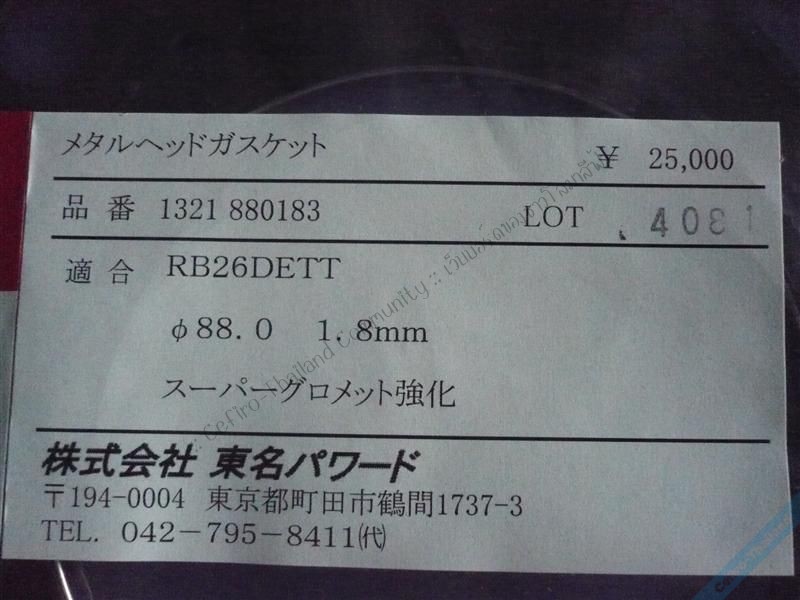 メタルヘッドガスケット ¥ 25,000
品番 1321 880183 LOT 4081
適合 RB26DETT
φ88.0 1.8mm
スーパーグロメット強化
株式会社 東名パワード
〒194-0004 東京都町田市鶴間1737-3
TEL. 042-795-8411㈹
:: Cefiro-Thailand Community ::